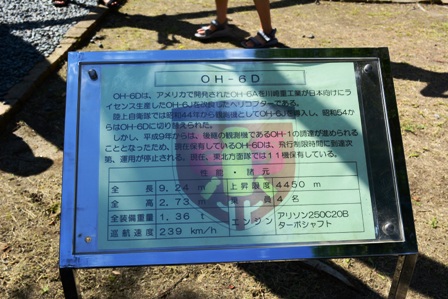 OH-6D
OH-6Dは、アメリカで開発されたOH-6Aを川崎重工業が日本向けにラ
イセンス生産したOH-6Jを改良したヘリコプターである。
陸上自衛隊では昭和44年から観測機としてOH-6Jを導入し、昭和54か
らはOH-6Dに切り替えられた。
しかし、平成9年からは、後継の観測機であるOH-1の調達が進められる
こととなったため、現在保有しているOH-6Dは、飛行制限時間に到達次
第、運用が停止される。現在、東北方面隊では11機保有している。
性能・諸元
全長 9.24 m 上昇限度 4450 m
全高 2.73 m 乗員 4 名
全装備重量 1.36 t エンジン アリソン250C20B
巡航速度 239 km/h ターボシャフト